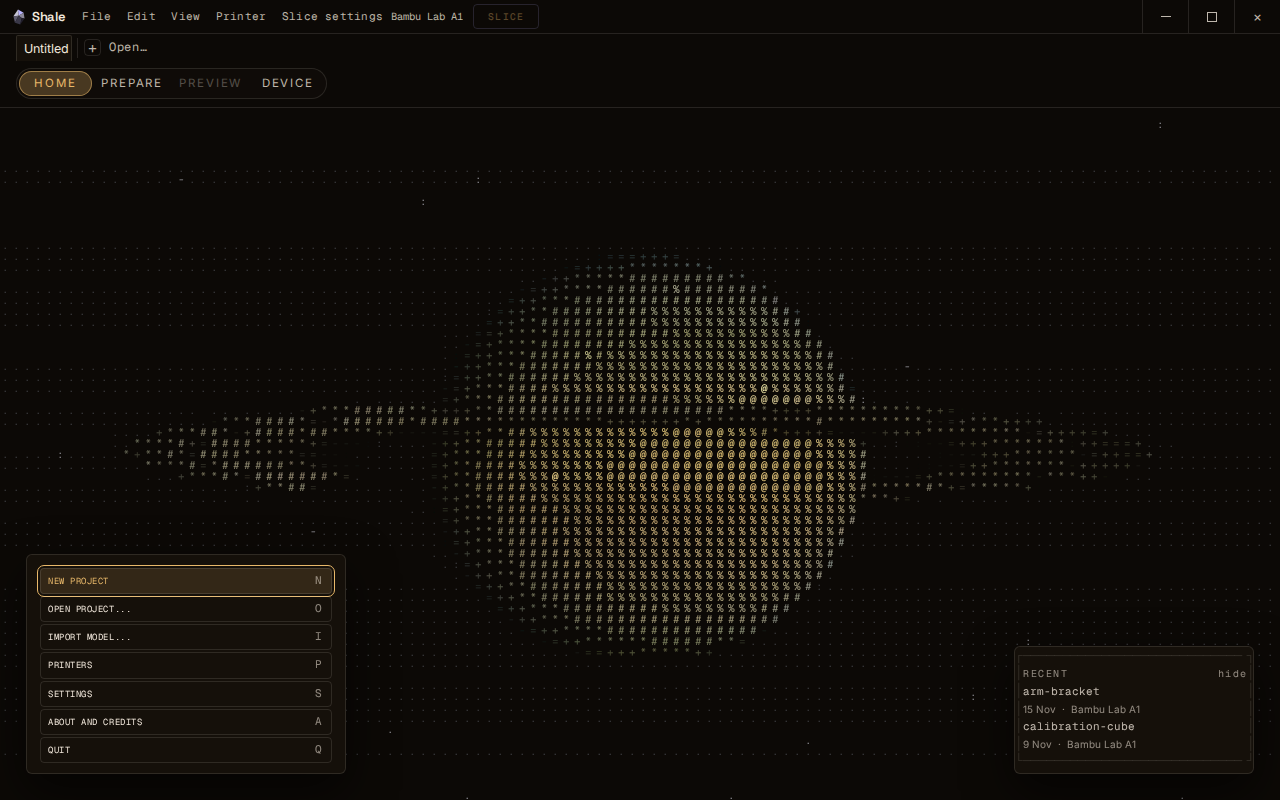 Shale File Edit View Printer Slice settings Bambu Lab A1 SLICE
Untitled + Open…
HOME PREPARE PREVIEW DEVICE
NEW PROJECT N
OPEN PROJECT... O
IMPORT MODEL... I
PRINTERS P
SETTINGS S
ABOUT AND CREDITS A
QUIT Q
RECENT hide
arm-bracket
15 Nov · Bambu Lab A1
calibration-cube
9 Nov · Bambu Lab A1